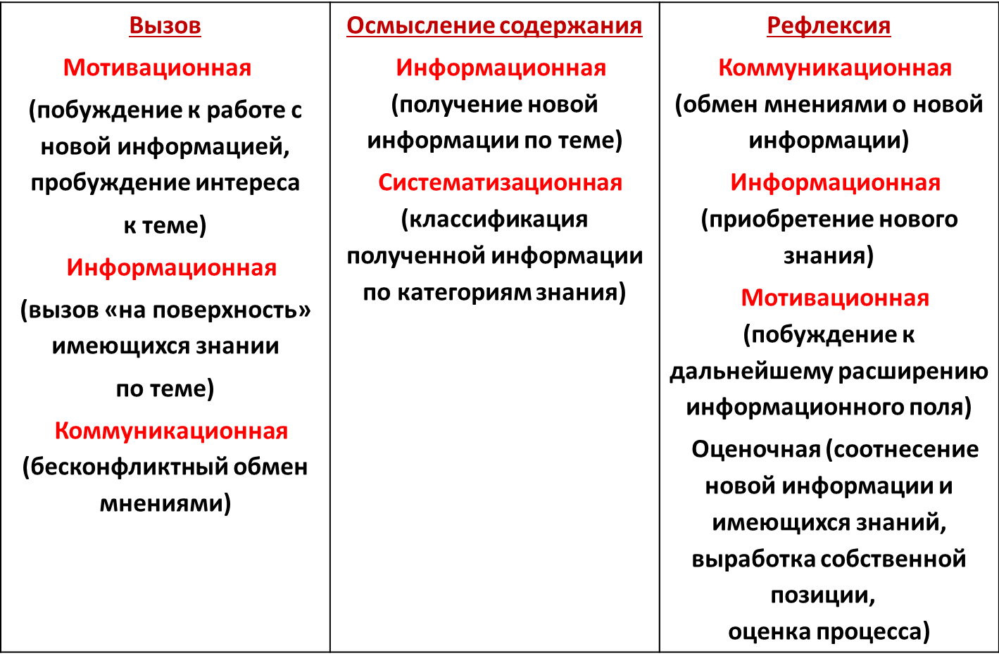 Вызов
Мотивационная
(побуждение к работе с
новой информацией,
пробуждение интереса
к теме)
Информационная
(вызов «на поверхность»
имеющихся знании
по теме)
Коммуникационная
(бесконфликтный обмен
мнениями)
Осмысление содержания
Информационная
(получение новой
информации по теме)
Систематизационная
(классификация
полученной информации
по категориям знания)
Рефлексия
Коммуникационная
(обмен мнениями о новой
информации)
Информационная
(приобретение нового
знания)
Мотивационная
(побуждение к
дальнейшему расширению
информационного поля)
Оценочная (соотнесение
новой информации и
имеющихся знаний,
выработка собственной
позиции,
оценка процесса)